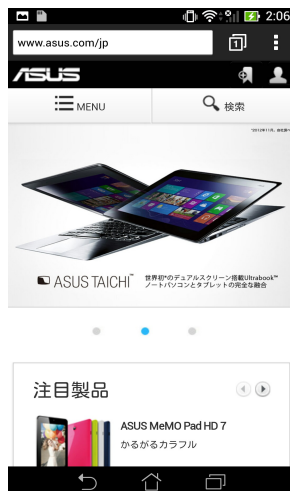 2:06
www.asus.com/jp
1
ASUS
MENU
検索
*2012年11月、自社調べ
ASUS TAICHI™
世界初*のデュアルスクリーン搭載Ultrabook™
ノートパソコンとタブレットの完全な融合
注目製品
ASUS MeMO Pad HD 7
かるがるカラフル